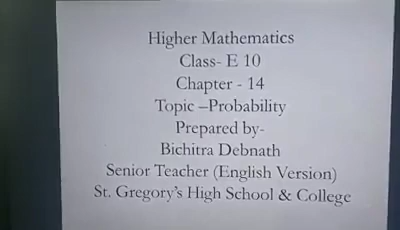 Higher Mathematics
Class- E 10
Chapter - 14
Topic –Probability
Prepared by-
Bichitra Debnath
Senior Teacher (English Version)
St. Gregory's High School & College